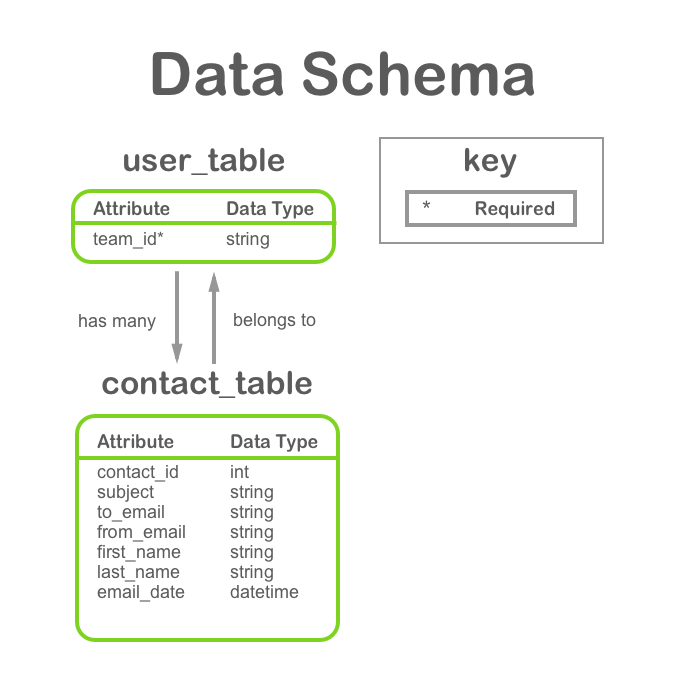 Data Schema
user_table
Attribute Data Type
team_id* string
key
* Required
has many belongs to
contact_table
Attribute Data Type
contact_id int
subject string
to_email string
from_email string
first_name string
last_name string
email_date datetime